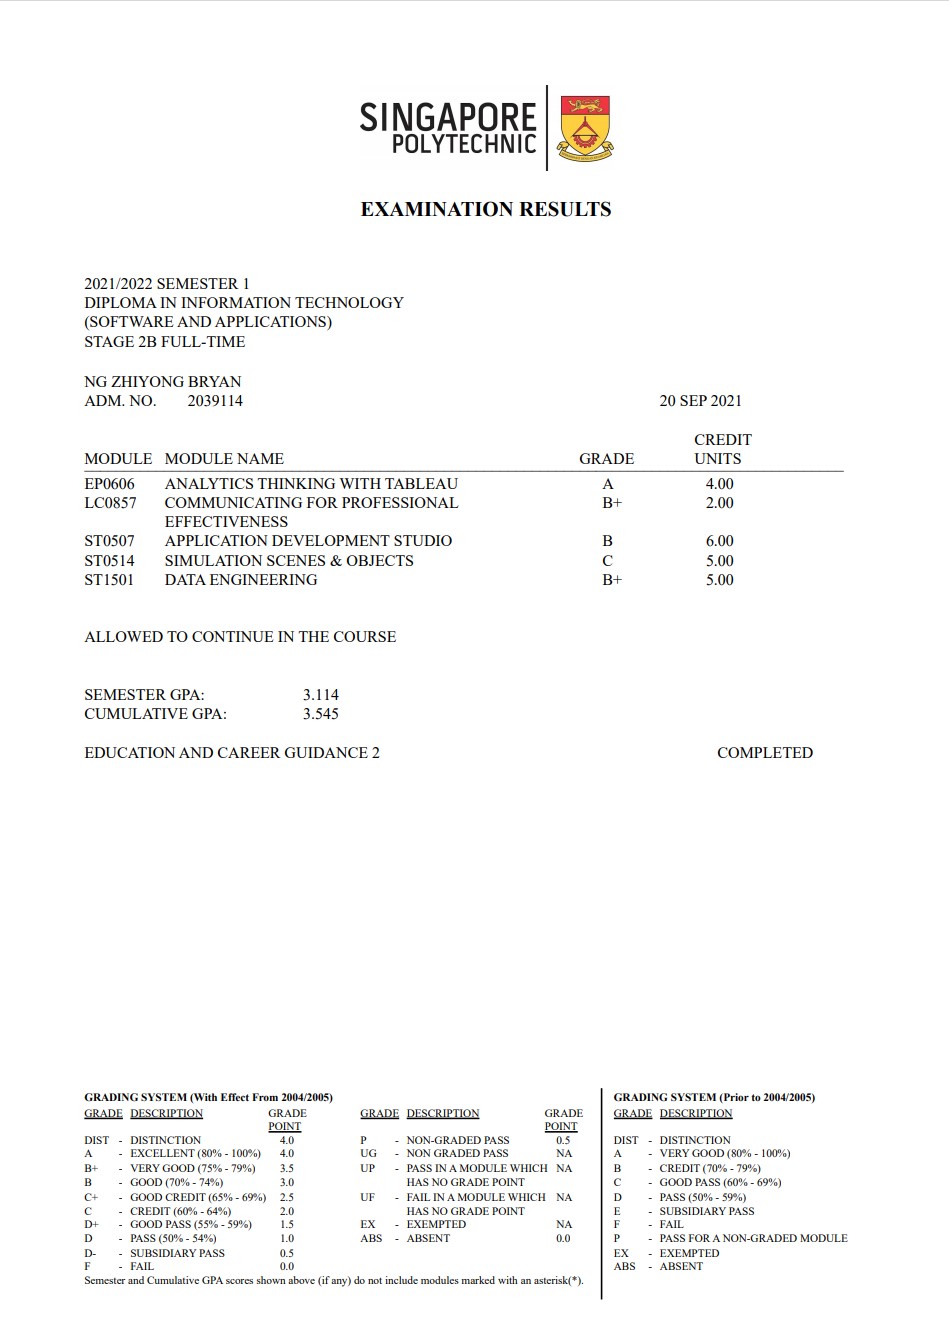 SINGAPORE
POLYTECHNIC
EXAMINATION RESULTS
2021/2022 SEMESTER 1
DIPLOMA IN INFORMATION TECHNOLOGY
(SOFTWARE AND APPLICATIONS)
STAGE 2B FULL-TIME
NG ZHIYONG BRYAN
ADM. NO. 2039114 20 SEP 2021
CREDIT
MODULE MODULE NAME GRADE UNITS
EP0606 ANALYTICS THINKING WITH TABLEAU A 4.00
LC0857 COMMUNICATING FOR PROFESSIONAL B+ 2.00
EFFECTIVENESS
ST0507 APPLICATION DEVELOPMENT STUDIO B 6.00
ST0514 SIMULATION SCENES & OBJECTS C 5.00
ST1501 DATA ENGINEERING B+ 5.00
ALLOWED TO CONTINUE IN THE COURSE
SEMESTER GPA: 3.114
CUMULATIVE GPA: 3.545
EDUCATION AND CAREER GUIDANCE 2 COMPLETED
GRADING SYSTEM (With Effect From 2004/2005)
GRADE DESCRIPTION GRADE
POINT
DIST - DISTINCTION 4.0
A - EXCELLENT (80% - 100%) 4.0
B+ - VERY GOOD (75% - 79%) 3.5
B - GOOD (70% - 74%) 3.0
C+ - GOOD CREDIT (65% - 69%) 2.5
C - CREDIT (60% - 64%) 2.0
D+ - GOOD PASS (55% - 59%) 1.5
D - PASS (50% - 54%) 1.0
D- - SUBSIDIARY PASS 0.5
F - FAIL 0.0
GRADE DESCRIPTION GRADE
POINT
P - NON-GRADED PASS 0.5
UG - NON GRADED PASS NA
UP - PASS IN A MODULE WHICH NA
HAS NO GRADE POINT
UF - FAIL IN A MODULE WHICH NA
HAS NO GRADE POINT
EX - EXEMPTED NA
ABS - ABSENT 0.0
Semester and Cumulative GPA scores shown above (if any) do not include modules marked with an asterisk(*).
GRADING SYSTEM (Prior to 2004/2005)
GRADE DESCRIPTION
DIST - DISTINCTION
A - VERY GOOD (80% - 100%)
B - CREDIT (70% - 79%)
C - GOOD PASS (60% - 69%)
D - PASS (50% - 59%)
E - SUBSIDIARY PASS
F - FAIL
P - PASS FOR A NON-GRADED MODULE
EX - EXEMPTED
ABS - ABSENT